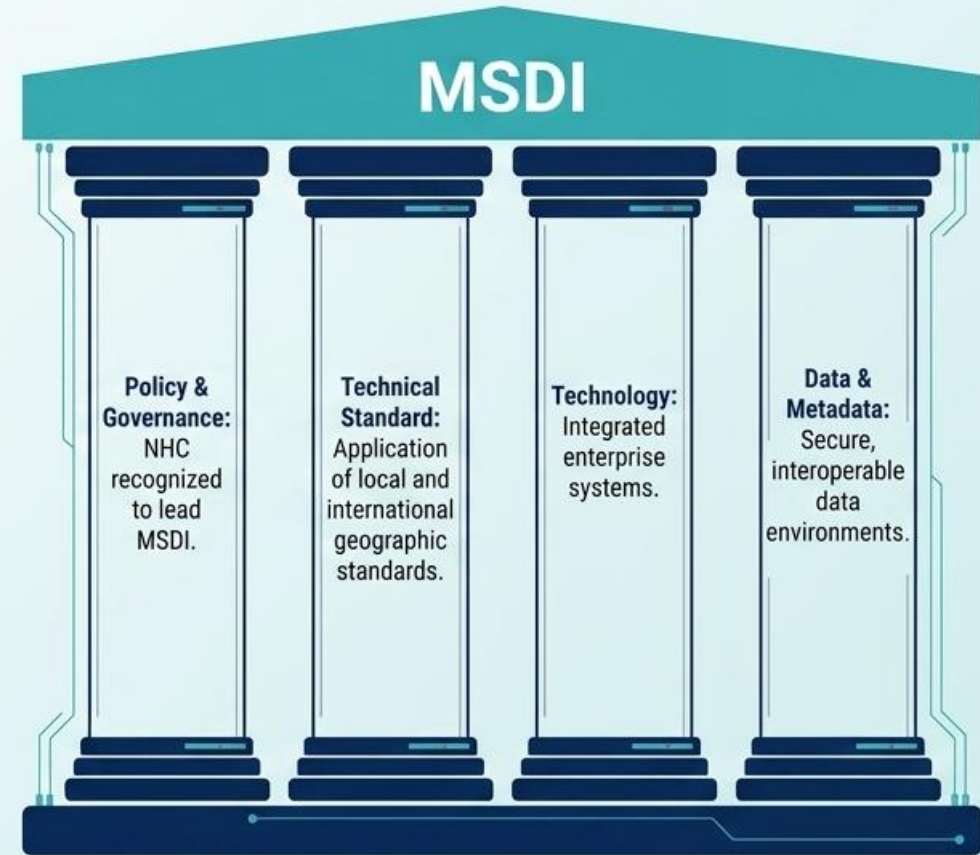 MSDI
Policy &
Governance:
NHC
recognized
to lead
MSDI.
Technical
Standard:
Application
of local and
international
geographic
standards.
Technology:
Integrated
enterprise
systems.
Data &
Metadata:
Secure,
interoperable
data
environments.